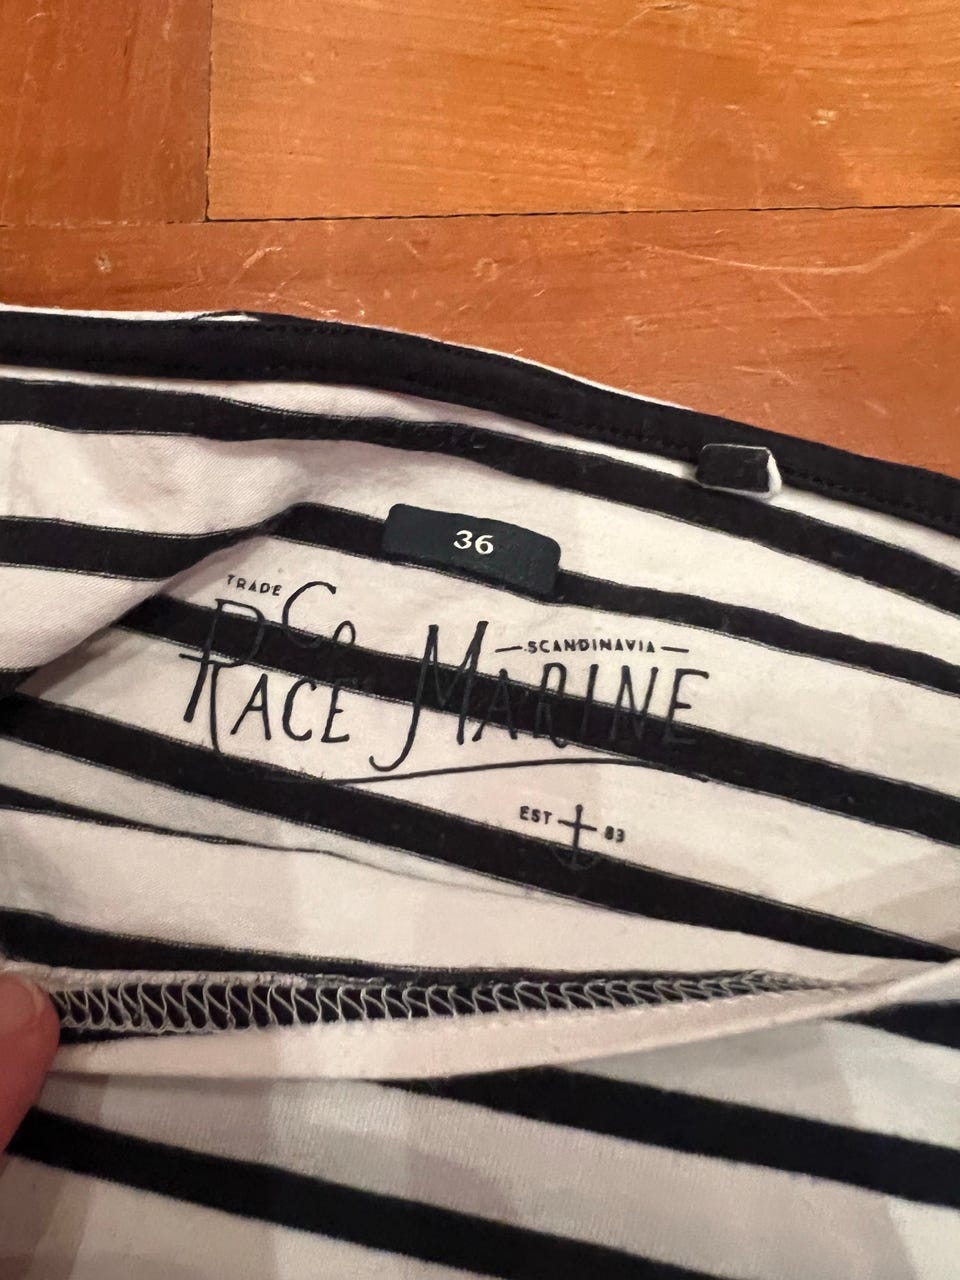 36
TRADE Co
RACE MARINE
SCANDINAVIA
EST 83